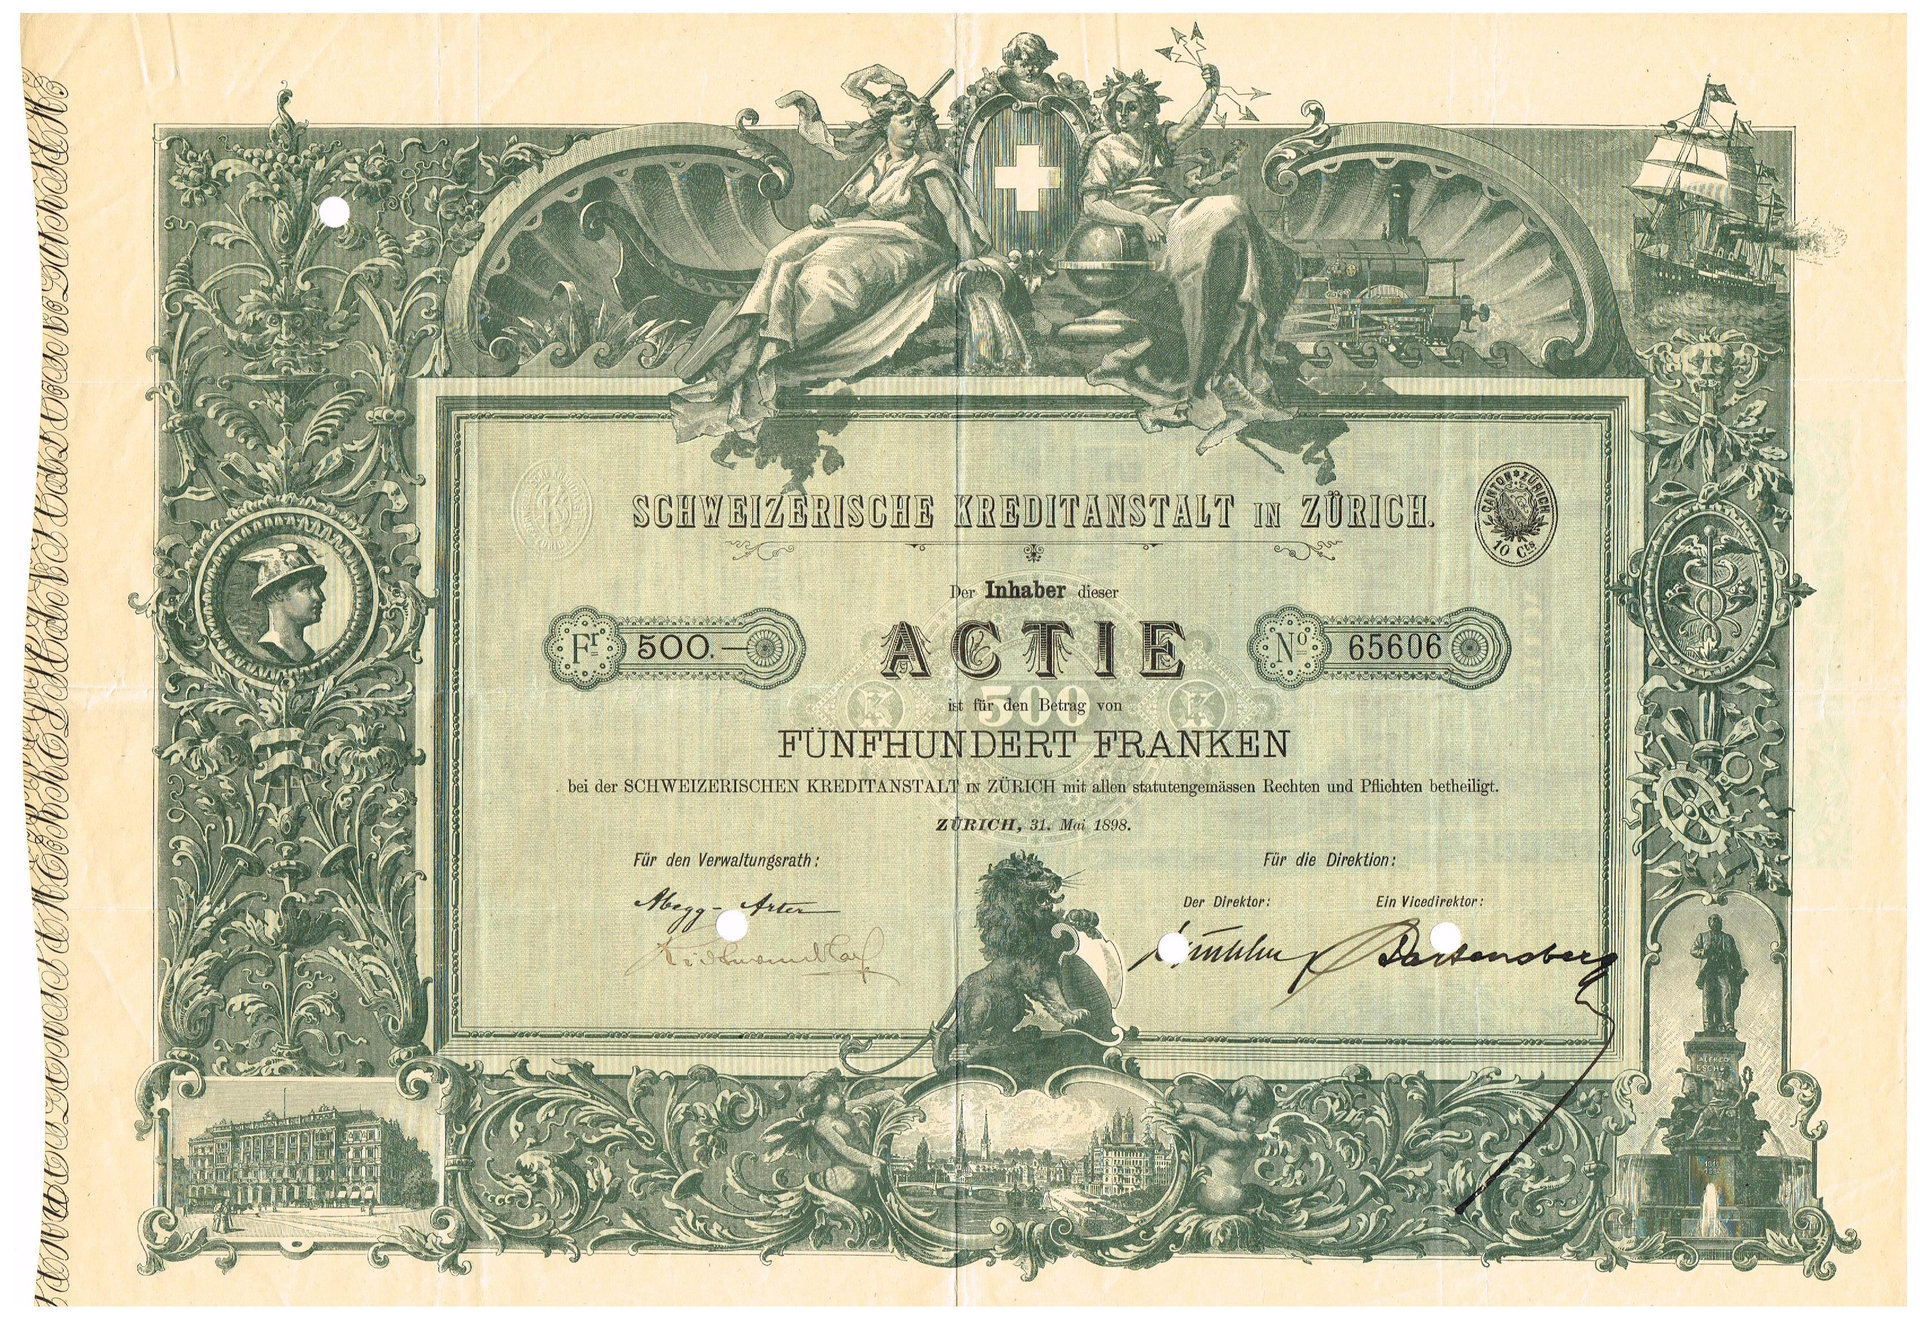 SCHWEIZERISCHE KREDITANSTALT IN ZÜRICH.
CANTON ZÜRICH
10 Cts
Der Inhaber dieser
Fr. 500.—
ACTIE
No 65606
500
K K
ist für den Betrag von
FÜNFHUNDERT FRANKEN
bei der SCHWEIZERISCHEN KREDITANSTALT IN ZÜRICH mit allen statutengemässen Rechten und Pflichten betheiligt.
ZÜRICH, 31. Mai 1898.
Für den Verwaltungsrath:
Für die Direktion:
Der Direktor:
Ein Vicedirektor:
Abegg-Arter
Bartensberg
ALFRED
ESCHER